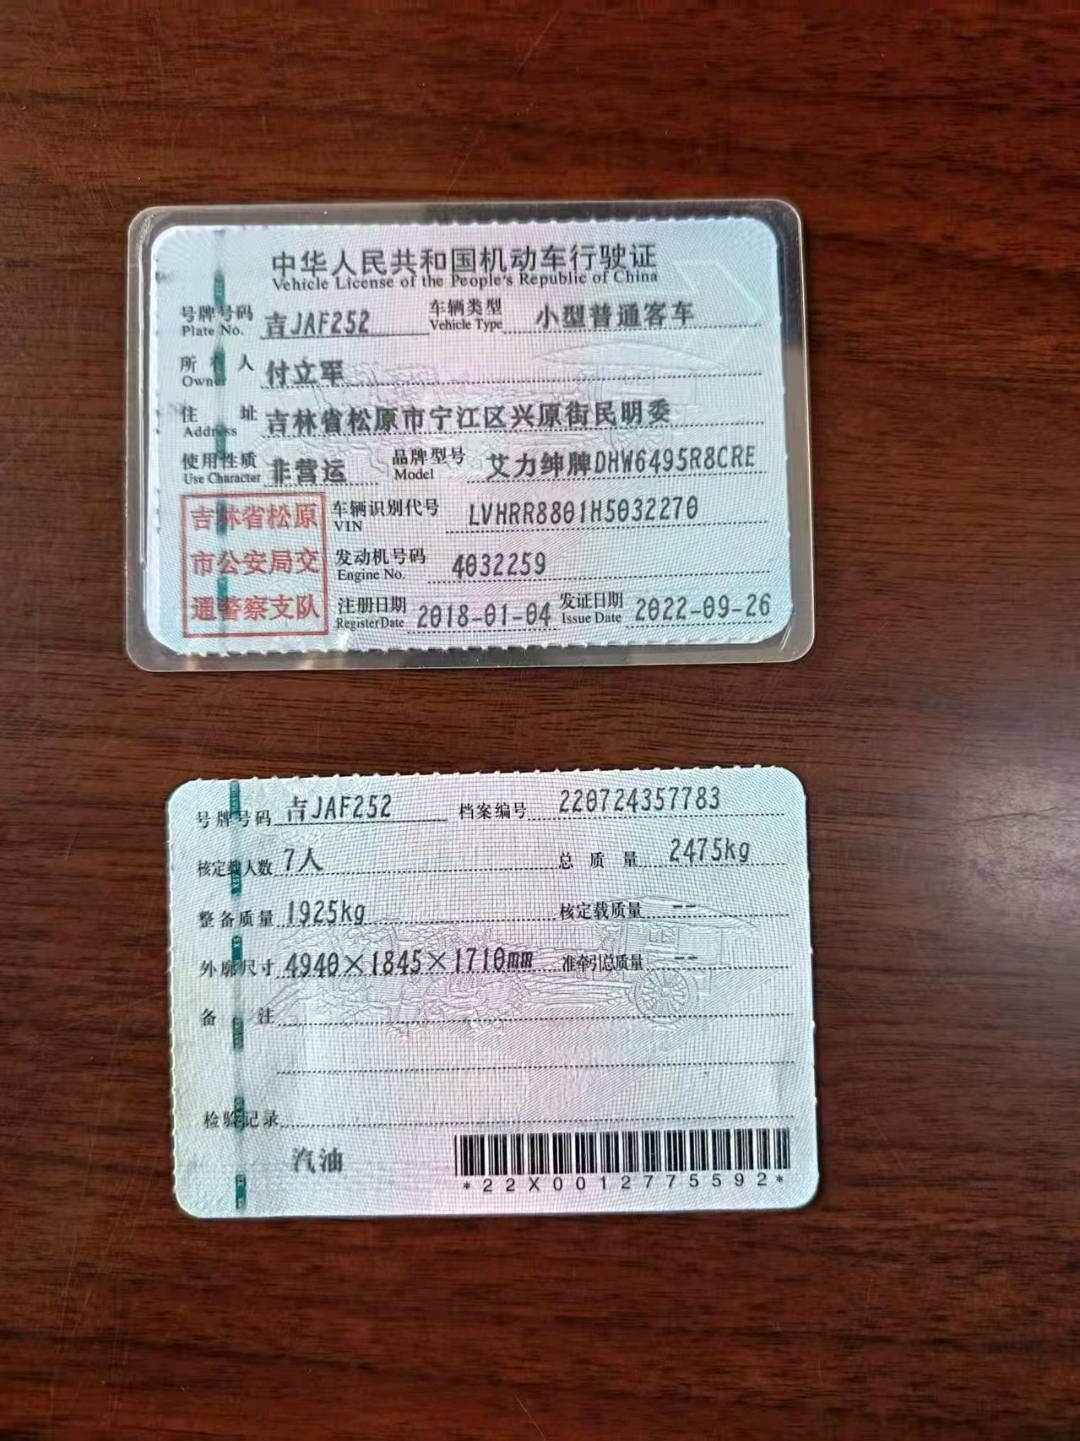 中华人民共和国机动车行驶证
Vehicle License of the People's Republic of China
号牌号码 吉JAF252 车辆类型 小型普通客车
Plate No. Vehicle Type
所有人 付立军
Owner
住址 吉林省松原市宁江区兴原街民明委
Address
使用性质 非营运 品牌型号 艾力绅牌DHW6495R8CRE
Use Character Model
吉林省松原 车辆识别代号 LVHRR8801H5032270
VIN
市公安局交 发动机号码 4032259
Engine No.
通警察支队 注册日期 2018-01-04 发证日期 2022-09-26
Register Date Issue Date
号牌号码 吉JAF252 档案编号 220724357783
核定载人数 7人 总质量 2475kg
整备质量 1925kg 核定载质量 --
外廓尺寸 4940×1845×1710mm 准牵引总质量 --
备注
检验记录
汽油
*22X0012775592*